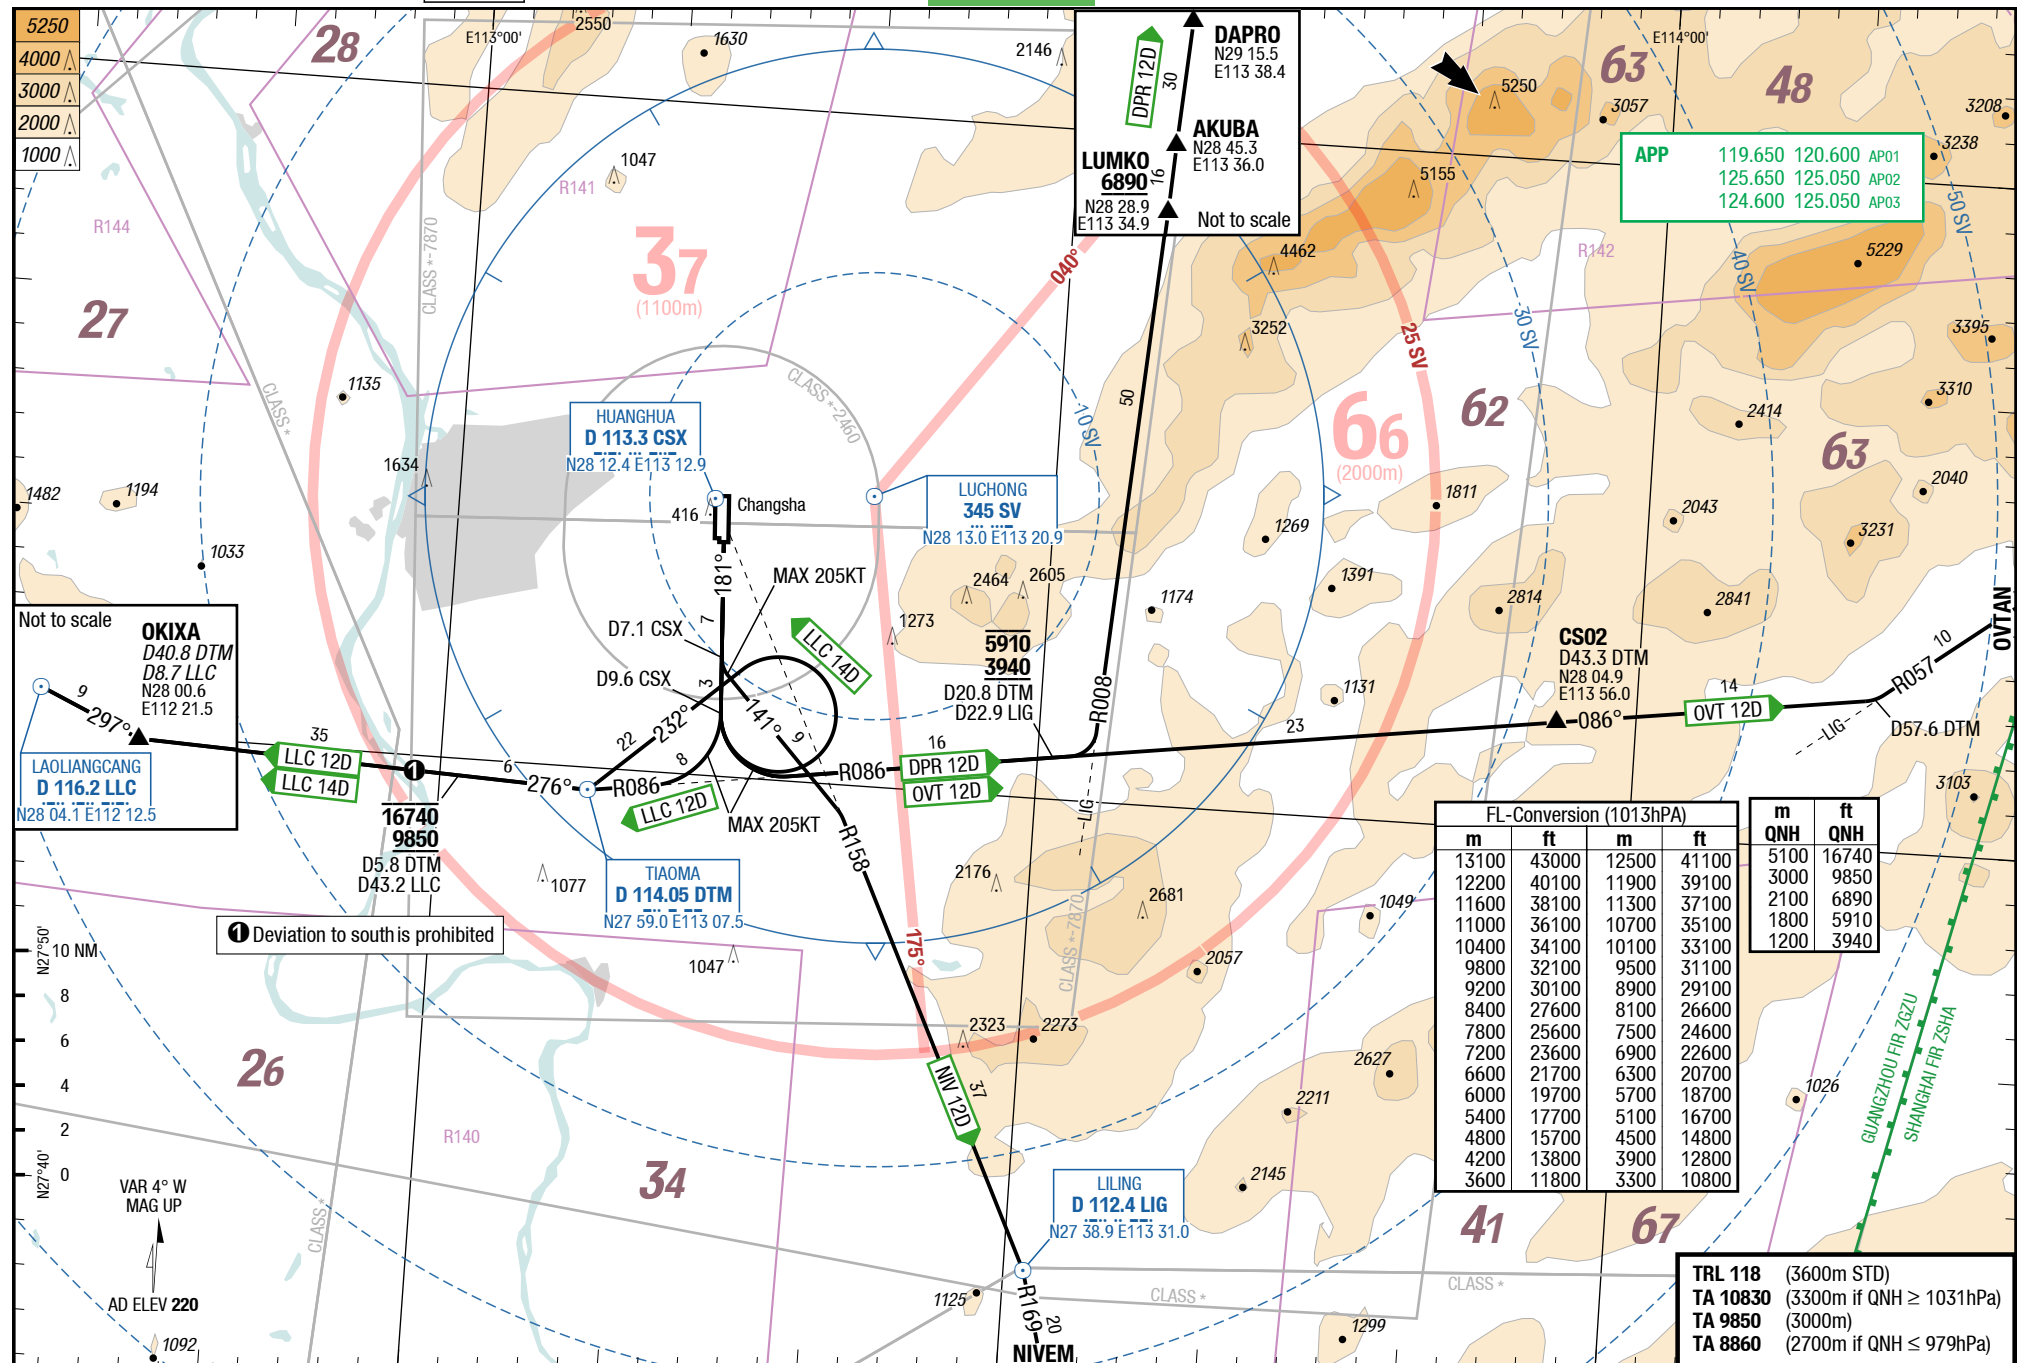 5250
4000
3000
2000
1000
28
E113°00'
2550
1630
2146
DAPRO
N29 15.5
E113 38.4
DPR 12D
30
AKUBA
N28 45.3
E113 36.0
LUMKO
6890
16
N28 28.9
E113 34.9
Not to scale
E114°00'
63
48
5250
3057
3208
3238
APP 119.650 120.600 AP01
125.650 125.050 AP02
124.600 125.050 AP03
1047
R141
R144
CLASS *-7870
37
(1100m)
040°
5155
4462
R142
50 SV
5229
40 SV
27
3252
25 SV
30 SV
3395
1135
CLASS *
CLASS *-2460
10 SV
50
66
(2000m)
62
3310
2414
63
HUANGHUA
D 113.3 CSX
N28 12.4 E113 12.9
1634
1482
1194
416
Changsha
LUCHONG
345 SV
N28 13.0 E113 20.9
1811
2040
2043
1269
3231
1033
181°
MAX 205KT
2464
2605
1174
1391
2814
2841
OVTAN
Not to scale
OKIXA
D40.8 DTM
D8.7 LLC
N28 00.6
E112 21.5
9
297°
7
D7.1 CSX
LLC 14D
1273
5910
3940
D20.8 DTM
D22.9 LIG
R008
CS02
D43.3 DTM
N28 04.9
E113 56.0
10
R057
D9.6 CSX
3
141°
9
232°
22
8
1131
086°
14
OVT 12D
LIG
D57.6 DTM
23
35
LLC 12D
LLC 14D
6
276°
R086
LLC 12D
R086
16
DPR 12D
OVT 12D
LAOLIANGCANG
D 116.2 LLC
N28 04.1 E112 12.5
1
16740
9850
D5.8 DTM
D43.2 LLC
MAX 205KT
LIG
R158
3103
1077
TIAOMA
D 114.05 DTM
N27 59.0 E113 07.5
2176
2681
CLASS *-7870
1049
1 Deviation to south is prohibited
1047
175°
2057
FL-Conversion (1013hPA)
m ft m ft
13100 43000 12500 41100
12200 40100 11900 39100
11600 38100 11300 37100
11000 36100 10700 35100
10400 34100 10100 33100
9800 32100 9500 31100
9200 30100 8900 29100
8400 27600 8100 26600
7800 25600 7500 24600
7200 23600 6900 22600
6600 21700 6300 20700
6000 19700 5700 18700
5400 17700 5100 16700
4800 15700 4500 14800
4200 13800 3900 12800
3600 11800 3300 10800
m ft
QNH QNH
5100 16740
3000 9850
2100 6890
1800 5910
1200 3940
N27°50'
10 NM
8
6
4
2
0
N27°40'
2323
2273
26
NIV 12D
37
2627
2211
1026
GUANGZHOU FIR ZGZU
SHANGHAI FIR ZSHA
R140
34
2145
VAR 4° W
MAG UP
CLASS *
LILING
D 112.4 LIG
N27 38.9 E113 31.0
41
67
AD ELEV 220
1092
1125
R169
20
NIVEM
CLASS *
CLASS *
1299
TRL 118 (3600m STD)
TA 10830 (3300m if QNH ≥ 1031hPa)
TA 9850 (3000m)
TA 8860 (2700m if QNH ≤ 979hPa)